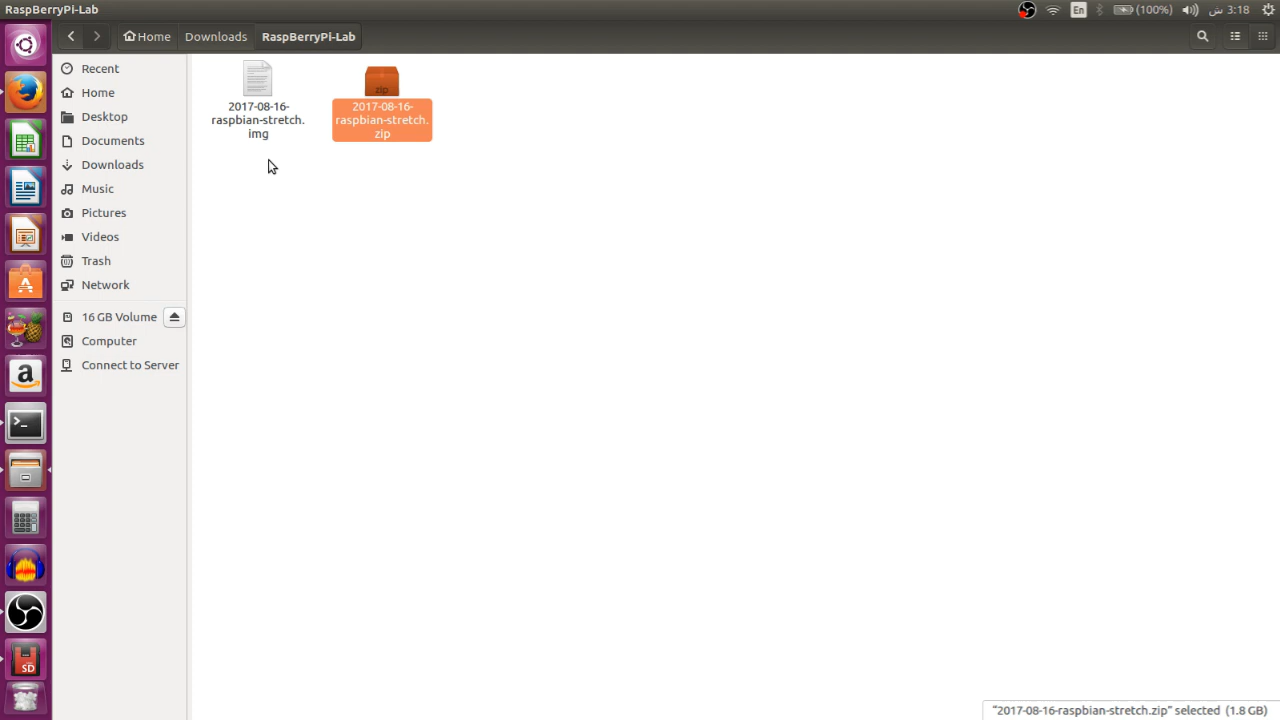 RaspBerryPi-Lab
En
(100%)
3:18 ش
Home
Downloads
RaspBerryPi-Lab
Recent
Home
Desktop
Documents
Downloads
Music
Pictures
Videos
Trash
Network
16 GB Volume
Computer
Connect to Server
2017-08-16-
raspbian-stretch.
img
zip
2017-08-16-
raspbian-stretch.
zip
A
a
>_
SD
"2017-08-16-raspbian-stretch.zip" selected (1.8 GB)